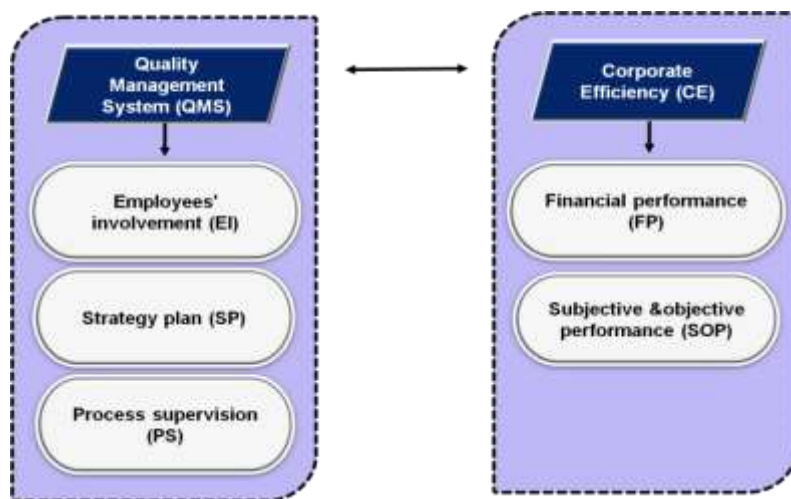 Quality
Management
System (QMS)
Employees'
involvement (EI)
Strategy plan (SP)
Process supervision
(PS)
Corporate
Efficiency (CE)
Financial performance
(FP)
Subjective &objective
performance (SOP)